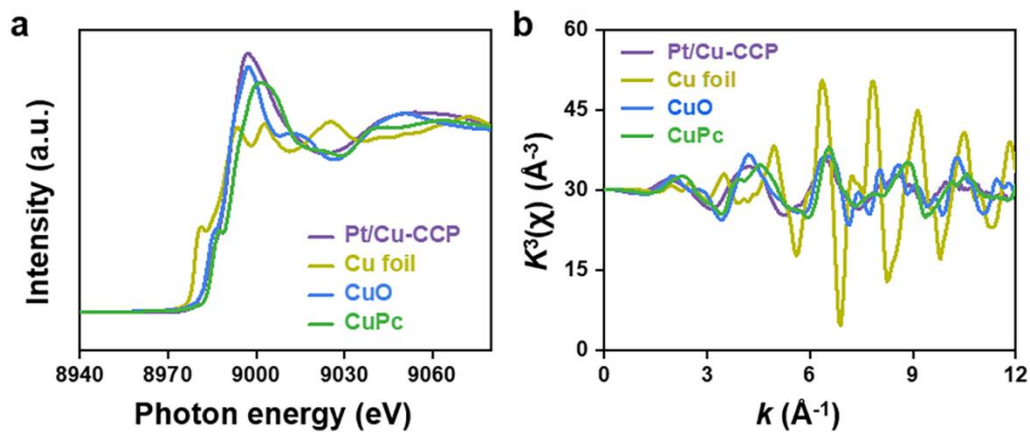 a
Intensity (a.u.)
Pt/Cu-CCP
Cu foil
CuO
CuPc
8940 8970 9000 9030 9060
Photon energy (eV)
b
K³(χ) (Å⁻³)
60
45
30
15
0
Pt/Cu-CCP
Cu foil
CuO
CuPc
0 3 6 9 12
k (Å⁻¹)